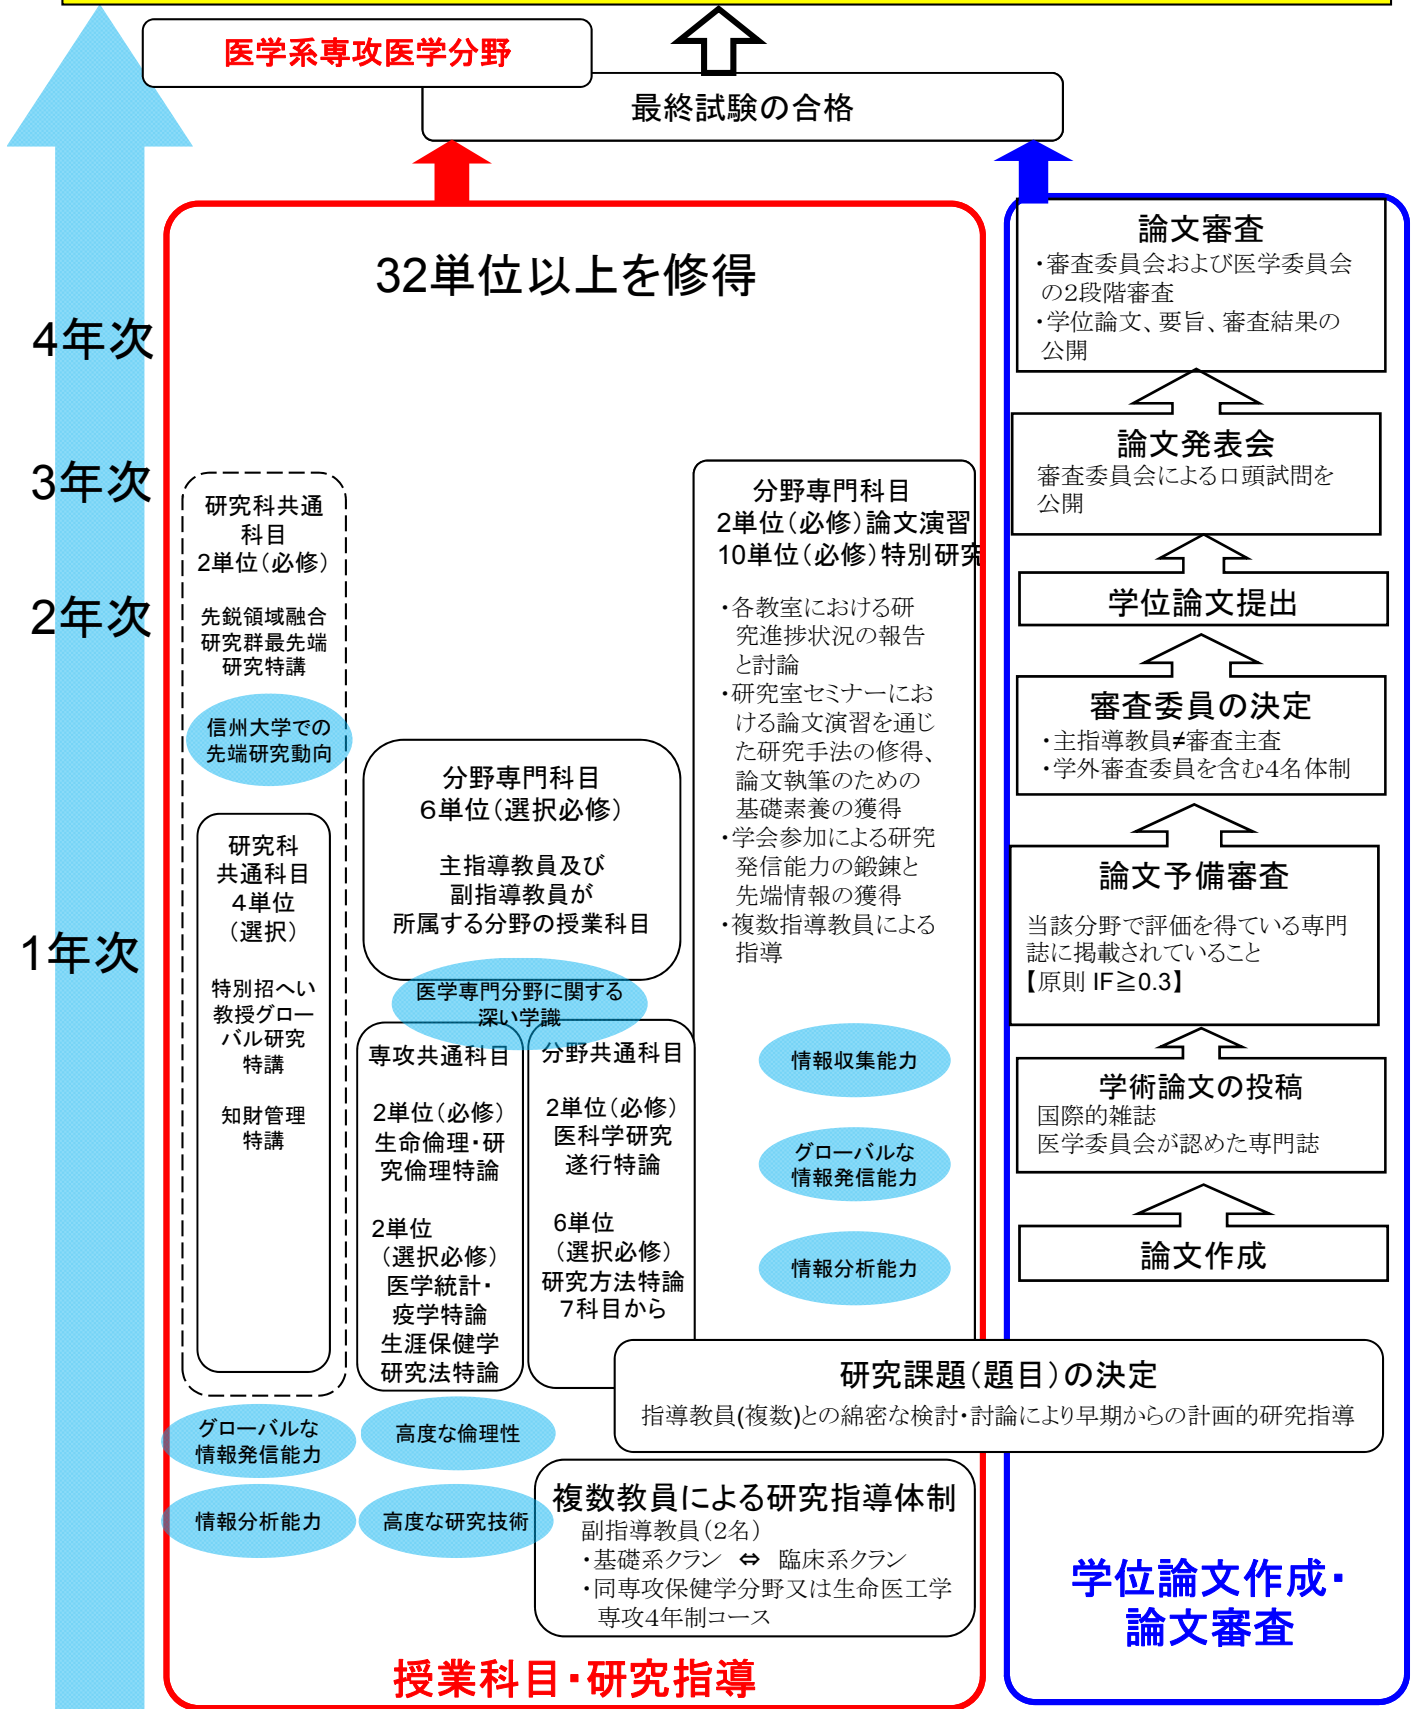 医学系専攻医学分野
最終試験の合格
32単位以上を修得
4年次
3年次
2年次
1年次
研究科共通
科目
2単位(必修)
先鋭領域融合
研究群最先端
研究特講
信州大学での
先端研究動向
研究科
共通科目
4単位
(選択)
特別招へい
教授グロー
バル研究
特講
知財管理
特講
グローバルな
情報発信能力
情報分析能力
分野専門科目
6単位(選択必修)
主指導教員及び
副指導教員が
所属する分野の授業科目
医学専門分野に関する
深い学識
専攻共通科目
2単位(必修)
生命倫理・研
究倫理特論
2単位
(選択必修)
医学統計・
疫学特論
生涯保健学
研究法特論
分野共通科目
2単位(必修)
医科学研究
遂行特論
6単位
(選択必修)
研究方法特論
7科目から
高度な倫理性
高度な研究技術
分野専門科目
2単位(必修)論文演習
10単位(必修)特別研究
・各教室における研
究進捗状況の報告
と討論
・研究室セミナーにお
ける論文演習を通じ
た研究手法の修得、
論文執筆のための
基礎素養の獲得
・学会参加による研究
発信能力の鍛錬と
先端情報の獲得
・複数指導教員による
指導
情報収集能力
グローバルな
情報発信能力
情報分析能力
研究課題(題目)の決定
指導教員(複数)との綿密な検討・討論により早期からの計画的研究指導
複数教員による研究指導体制
副指導教員(2名)
・基礎系クラン ⇔ 臨床系クラン
・同専攻保健学分野又は生命医工学
専攻4年制コース
授業科目・研究指導
論文審査
・審査委員会および医学委員会
の2段階審査
・学位論文、要旨、審査結果の
公開
論文発表会
審査委員会による口頭試問を
公開
学位論文提出
審査委員の決定
・主指導教員≠審査主査
・学外審査委員を含む4名体制
論文予備審査
当該分野で評価を得ている専門
誌に掲載されていること
【原則 IF≧0.3】
学術論文の投稿
国際的雑誌
医学委員会が認めた専門誌
論文作成
学位論文作成・
論文審査